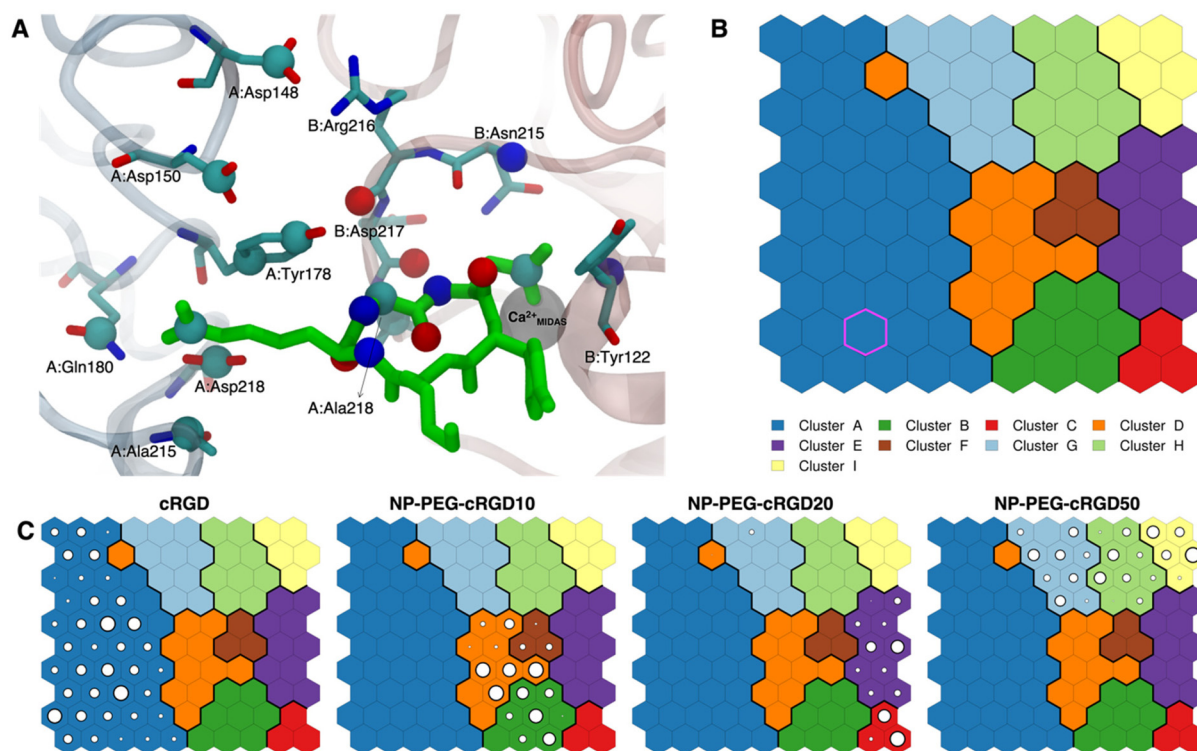 A
B
A:Asp148
B:Arg216
B:Asn215
A:Asp150
B:Asp217
A:Tyr178
Ca2+MIDAS
A:Gln180
B:Tyr122
A:Asp218
A:Ala218
A:Ala215
Cluster A Cluster B Cluster C Cluster D
Cluster E Cluster F Cluster G Cluster H
Cluster I
cRGD NP-PEG-cRGD10 NP-PEG-cRGD20 NP-PEG-cRGD50
C